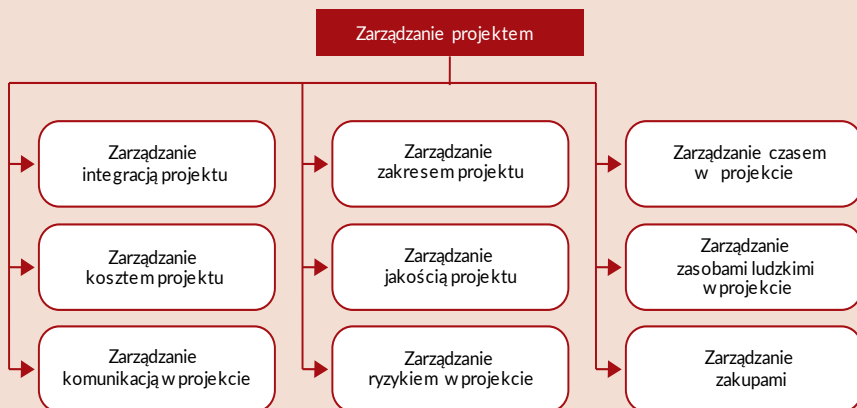 Zarządzanie projektem
Zarządzanie
integracją projektu
Zarządzanie
zakresem projektu
Zarządzanie czasem
w projekcie
Zarządzanie
kosztem projektu
Zarządzanie
jakością projektu
Zarządzanie
zasobami ludzkimi
w projekcie
Zarządzanie
komunikacją w projekcie
Zarządzanie
ryzykiem w projekcie
Zarządzanie
zakupami